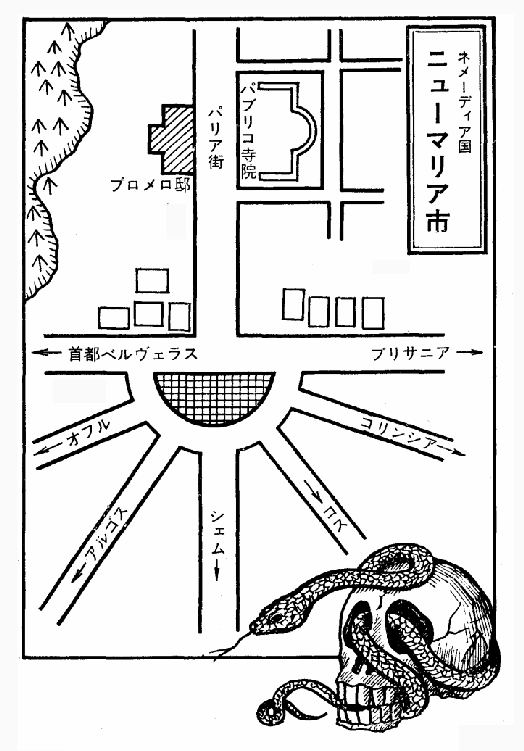 ネメーディア国
ニューマリア市
パブリコ寺院
パリア街
プロメロ邸
首都ベルヴェラス
ブリサニア
オフル
コリンシア
アルゴス
シェム
コス